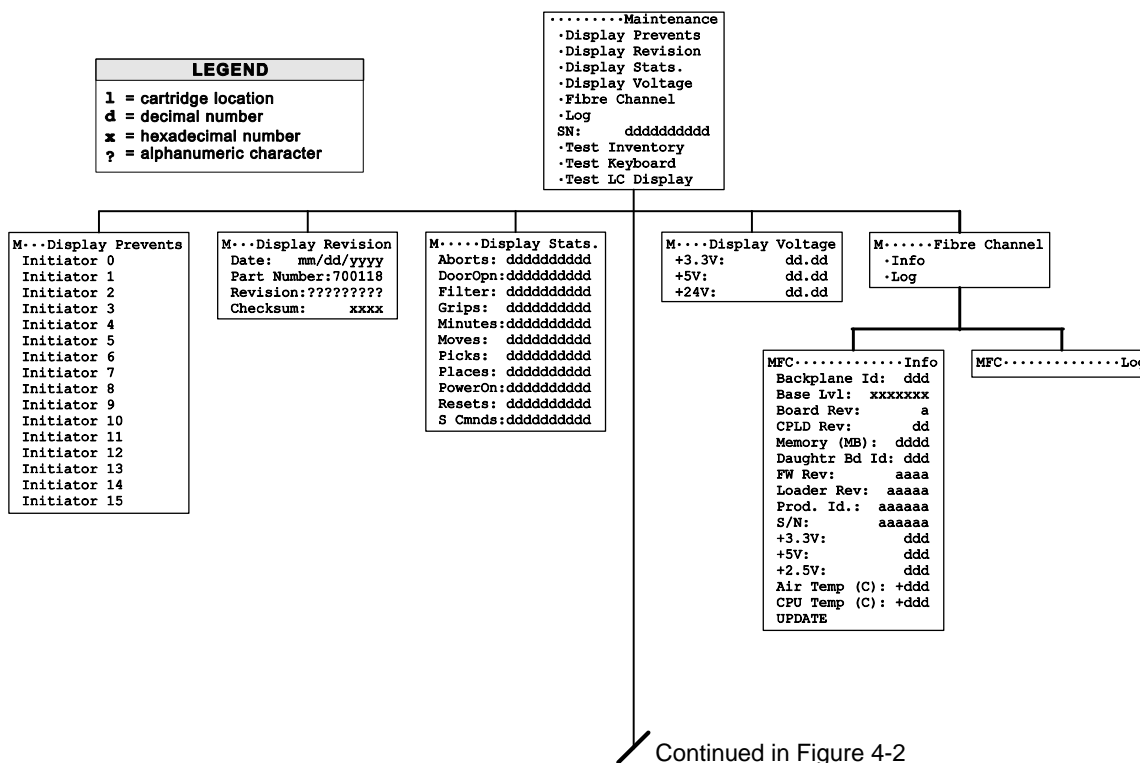 ·········Maintenance
·Display Prevents
·Display Revision
·Display Stats.
·Display Voltage
·Fibre Channel
·Log
SN: dddddddddd
·Test Inventory
·Test Keyboard
·Test LC Display
LEGEND
l = cartridge location
d = decimal number
x = hexadecimal number
? = alphanumeric character
M···Display Prevents
Initiator 0
Initiator 1
Initiator 2
Initiator 3
Initiator 4
Initiator 5
Initiator 6
Initiator 7
Initiator 8
Initiator 9
Initiator 10
Initiator 11
Initiator 12
Initiator 13
Initiator 14
Initiator 15
M···Display Revision
Date: mm/dd/yyyy
Part Number:700118
Revision:?????????
Checksum: xxxx
M·····Display Stats.
Aborts: dddddddddd
DoorOpn:dddddddddd
Filter: dddddddddd
Grips: dddddddddd
Minutes:dddddddddd
Moves: dddddddddd
Picks: dddddddddd
Places: dddddddddd
PowerOn:dddddddddd
Resets: dddddddddd
S Cmnds:dddddddddd
M····Display Voltage
+3.3V: dd.dd
+5V: dd.dd
+24V: dd.dd
M······Fibre Channel
·Info
·Log
MFC·············Info
Backplane Id: ddd
Base Lvl: xxxxxxx
Board Rev: a
CPLD Rev: dd
Memory (MB): dddd
Daughtr Bd Id: ddd
FW Rev: aaaa
Loader Rev: aaaaa
Prod. Id.: aaaaaa
S/N: aaaaaa
+3.3V: ddd
+5V: ddd
+2.5V: ddd
Air Temp (C): +ddd
CPU Temp (C): +ddd
UPDATE
MFC··············Log
Continued in Figure 4-2